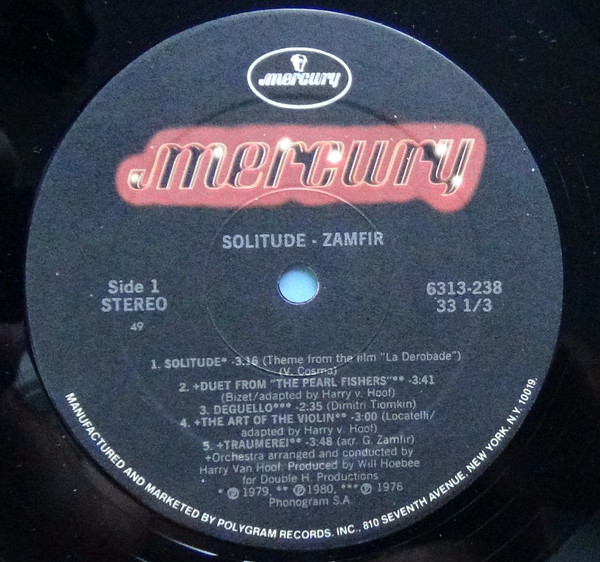 mercury
mercury
SOLITUDE - ZAMFIR
Side 1
STEREO
49
6313-238
33 1/3
1. SOLITUDE* -3:16 (Theme from the film "La Derobade")
(V. Cosma)
2. +DUET FROM "THE PEARL FISHERS"** -3:41
(Bizet/adapted by Harry v. Hoof)
3. DEGUELLO*** -2:35 (Dimitri Tiomkin)
4. +THE ART OF THE VIOLIN** -3:00 (Locatelli/
adapted by Harry v. Hoof)
5. +TRAUMEREI** -3:48 (arr. G. Zamfir)
+Orchestra arranged and conducted by
Harry Van Hoof. Produced by Will Hoebee
for Double H. Productions
* ℗ 1979, ** ℗1980, *** ℗ 1976
Phonogram S.A.
MANUFACTURED AND MARKETED BY POLYGRAM RECORDS. INC., 810 SEVENTH AVENUE. NEW YORK, N.Y. 10019.